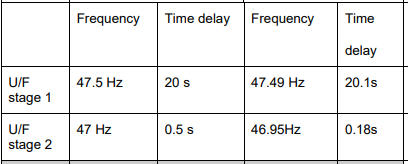 Frequency Time delay Frequency Time
delay
U/F 47.5 Hz 20 s 47.49 Hz 20.1s
stage 1
U/F 47 Hz 0.5 s 46.95Hz 0.18s
stage 2